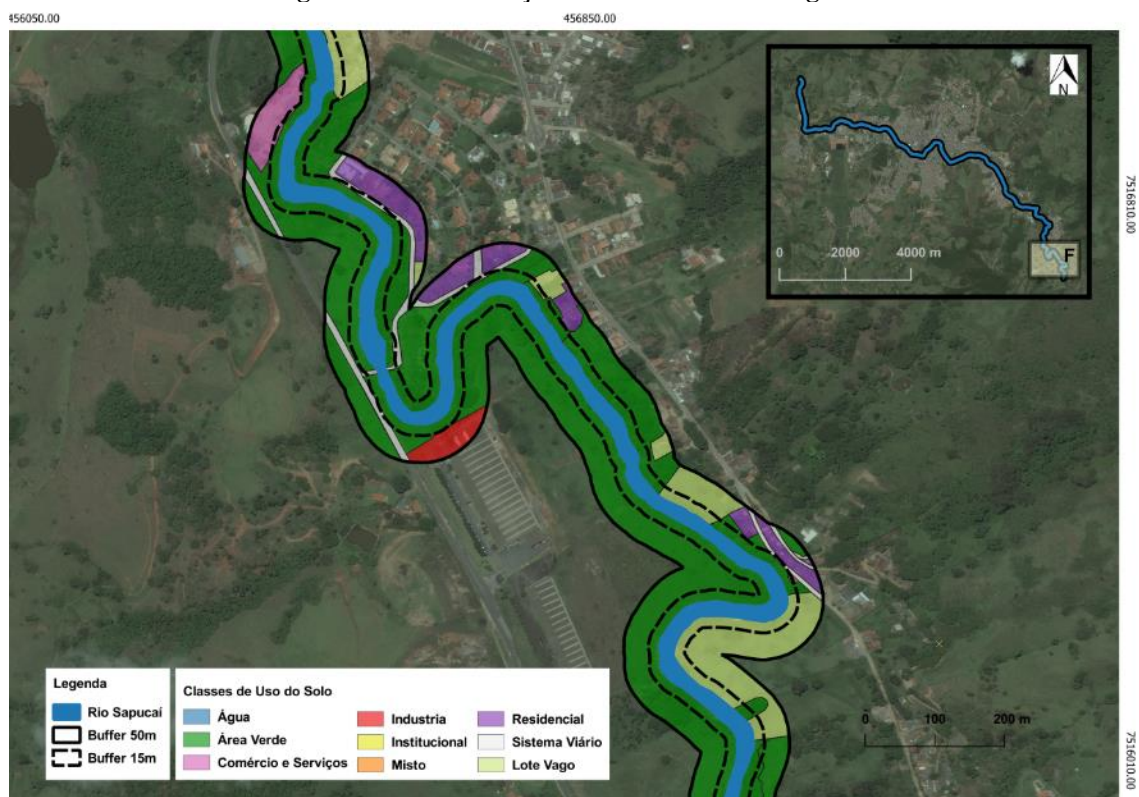 456050.00
456850.00
N
7516810.00
F
0 2000 4000 m
Legenda
Rio Sapucaí
Buffer 50m
Buffer 15m
Classes de Uso do Solo
Água
Área Verde
Comércio e Serviços
Industria
Institucional
Misto
Residencial
Sistema Viário
Lote Vago
0 100 200 m
7516010.00